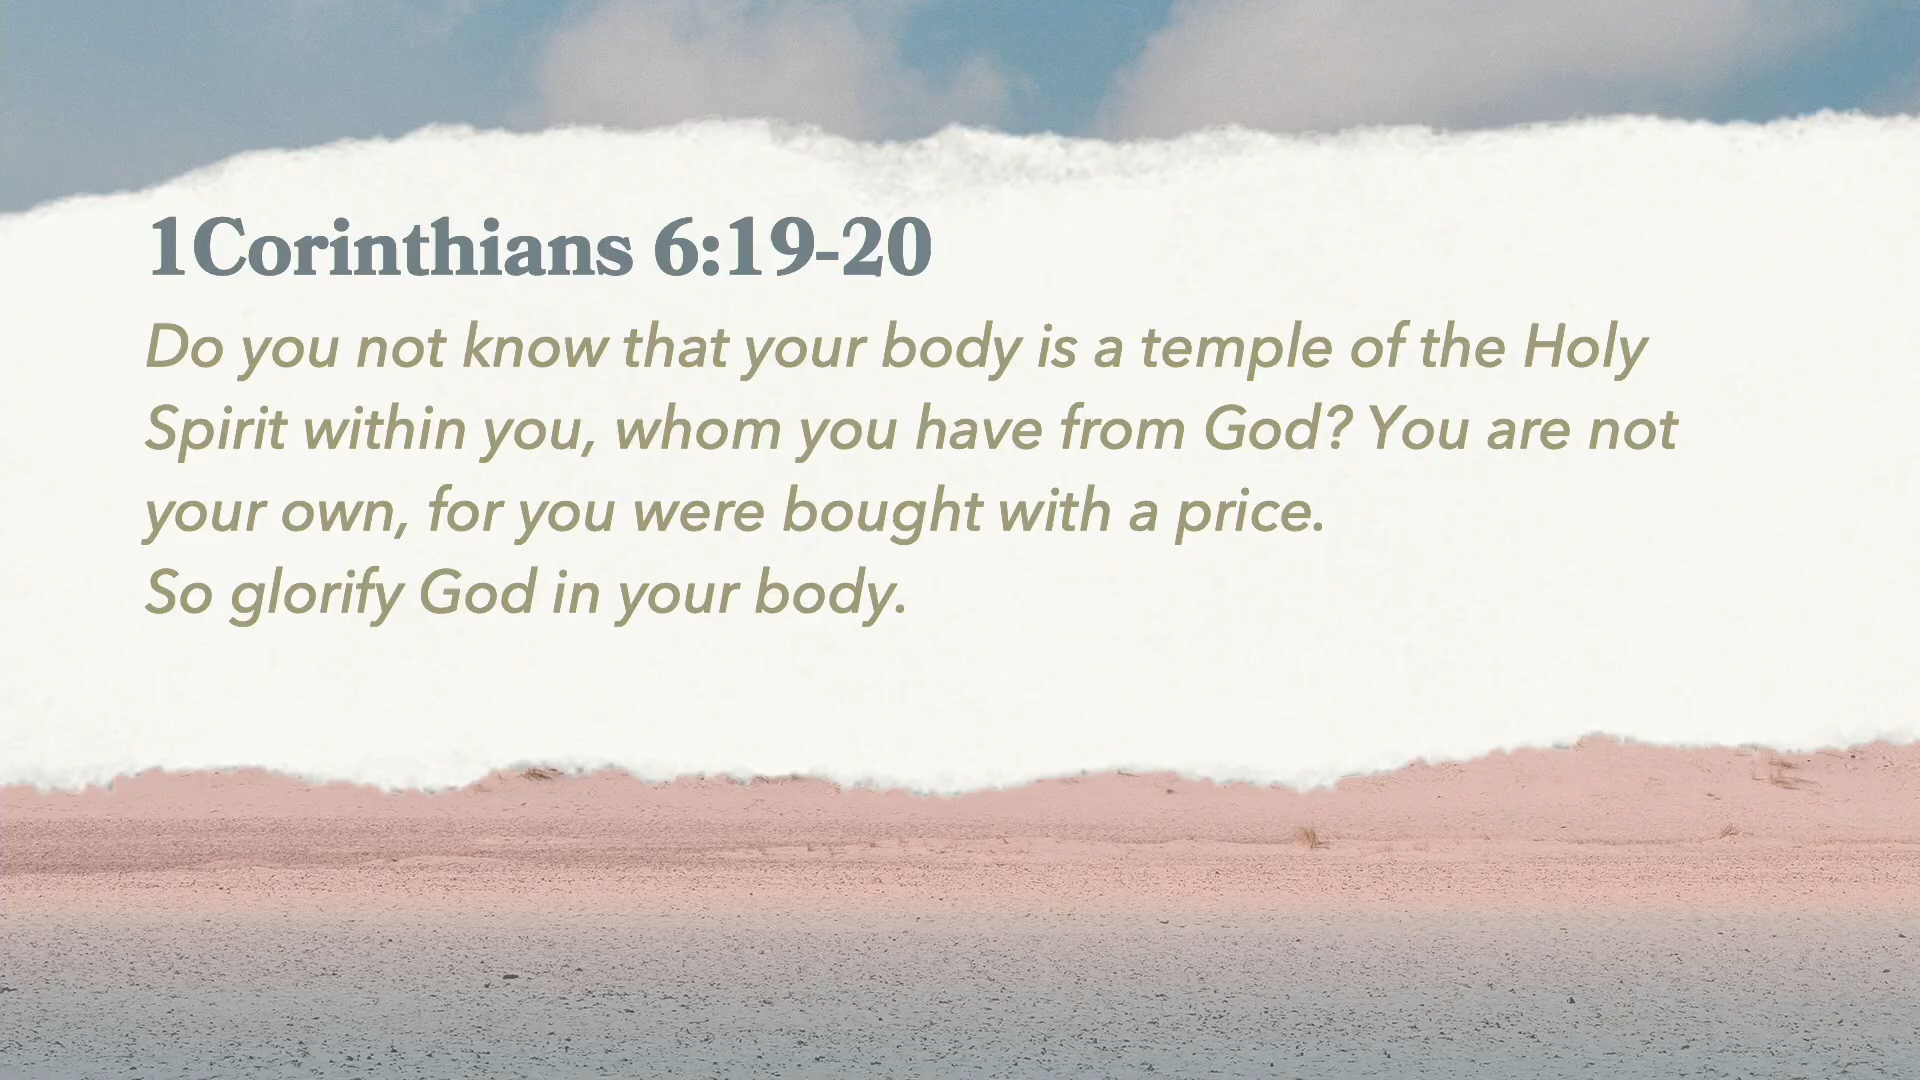 1Corinthians 6:19-20
Do you not know that your body is a temple of the Holy
Spirit within you, whom you have from God? You are not
your own, for you were bought with a price.
So glorify God in your body.